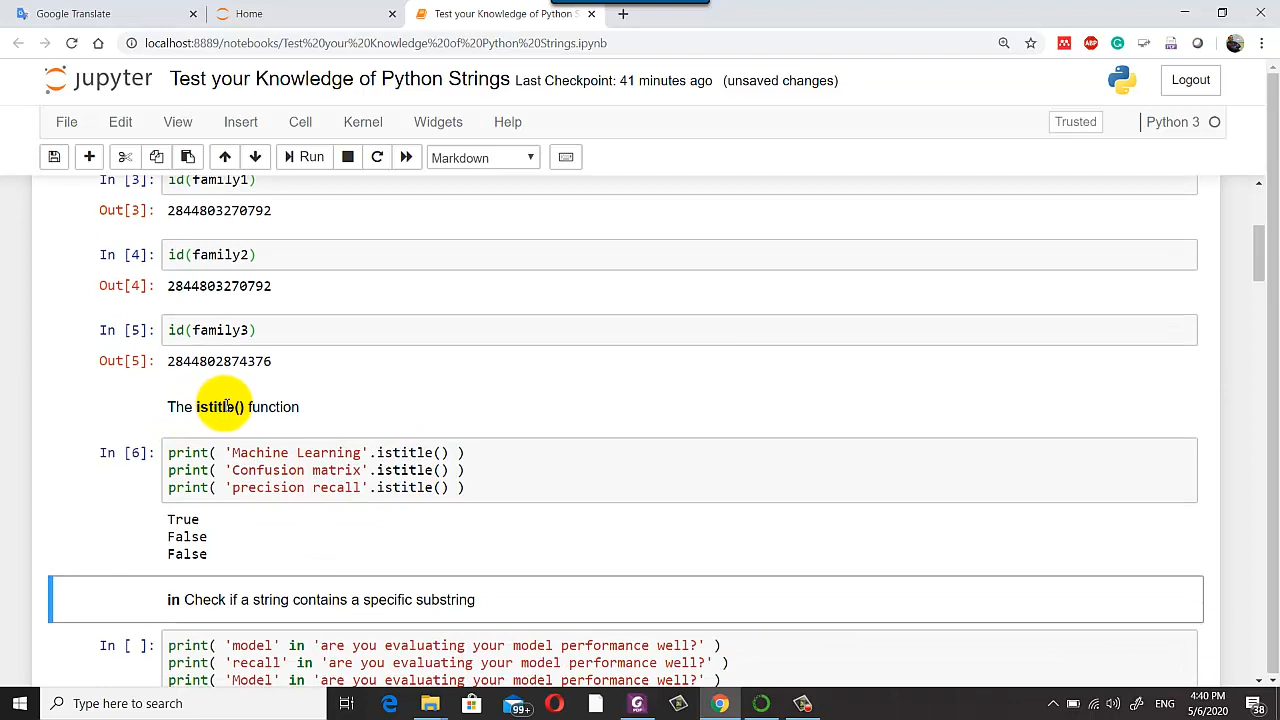 Google Translate
Home
Test your Knowledge of Python S
localhost:8889/notebooks/Test%20your%20Knowledge%20of%20Python%20Strings.ipynb
ABP
jupyter
Test your Knowledge of Python Strings Last Checkpoint: 41 minutes ago (unsaved changes)
Logout
File Edit View Insert Cell Kernel Widgets Help
Trusted
Python 3
Run
Markdown
In [3]: id(family1)
Out[3]: 2844803270792
In [4]: id(family2)
Out[4]: 2844803270792
In [5]: id(family3)
Out[5]: 2844802874376
The istitle() function
In [6]: print( 'Machine Learning'.istitle() )
print( 'Confusion matrix'.istitle() )
print( 'precision recall'.istitle() )
True
False
False
in Check if a string contains a specific substring
In [ ]: print( 'model' in 'are you evaluating your model performance well?' )
print( 'recall' in 'are you evaluating your model performance well?' )
print( 'Model' in 'are you evaluating your model performance well?' )
Type here to search
99+
ENG
4:40 PM
5/6/2020
38